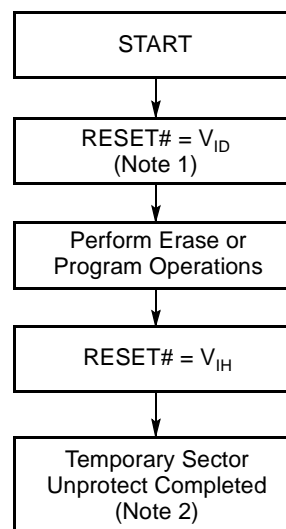 START
RESET# = V_ID
(Note 1)
Perform Erase or
Program Operations
RESET# = V_IH
Temporary Sector
Unprotect Completed
(Note 2)